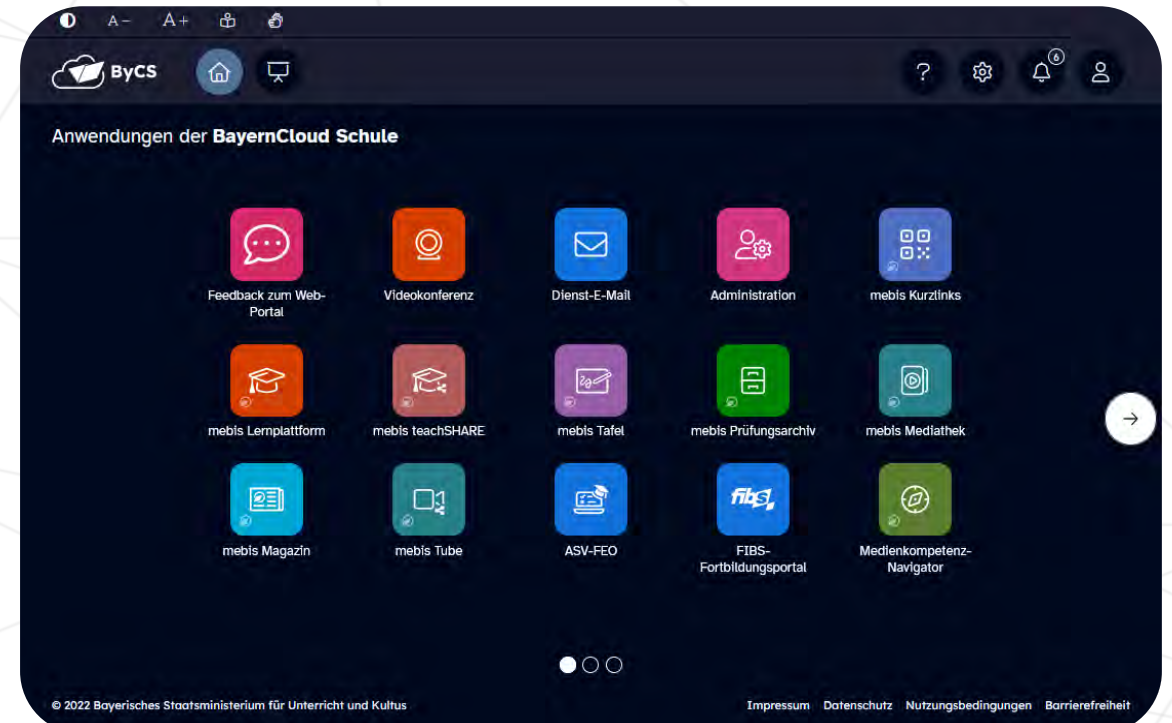 A- A+
ByCS
6
Anwendungen der BayernCloud Schule
Feedback zum Web-
Portal
Videokonferenz
Dienst-E-Mail
Administration
mebis Kurzlinks
mebis Lernplattform
mebis teachSHARE
mebis Tafel
mebis Prüfungsarchiv
mebis Mediathek
fibS
mebis Magazin
mebis Tube
ASV-FEO
FIBS-
Fortbildungsportal
Medienkompetenz-
Navigator
© 2022 Bayerisches Staatsministerium für Unterricht und Kultus
Impressum Datenschutz Nutzungsbedingungen Barrierefreiheit